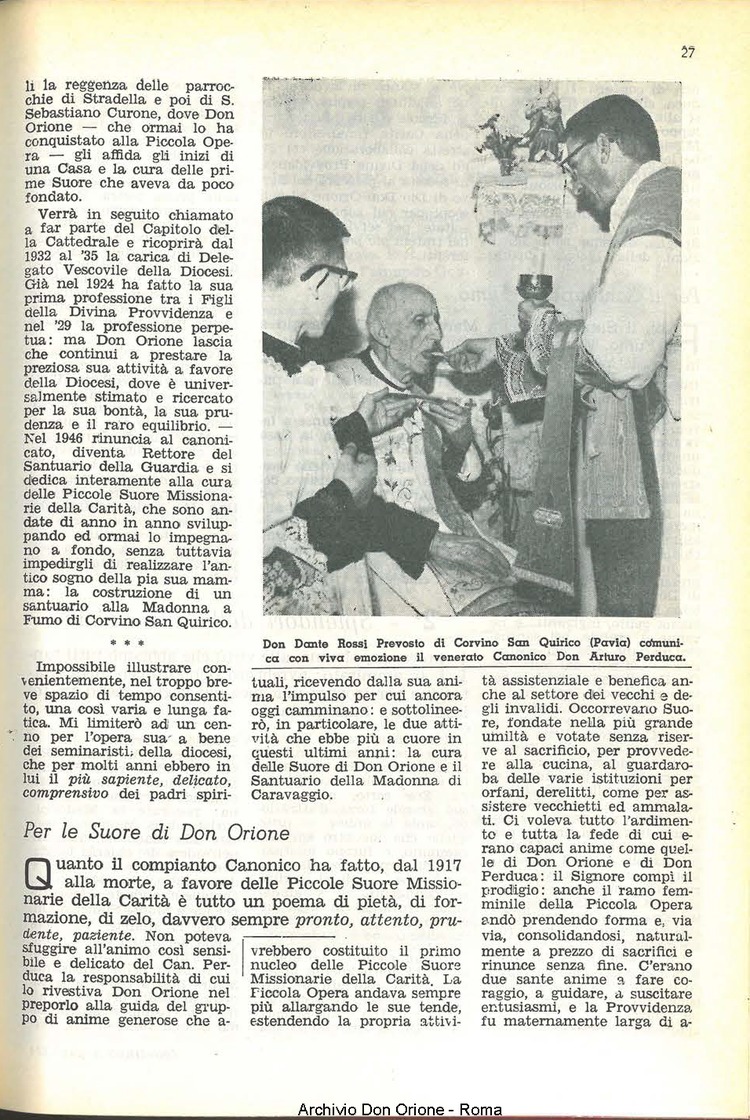 27
li la reggenza delle parroc-
chie di Stradella e poi di S.
Sebastiano Curone, dove Don
Orione — che ormai lo ha
conquistato alla Piccola Ope-
ra — gli affida gli inizi di
una Casa e la cura delle pri-
me Suore che aveva da poco
fondato.
Verrà in seguito chiamato
a far parte del Capitolo del-
la Cattedrale e ricoprirà dal
1932 al '35 la carica di Dele-
gato Vescovile della Diocesi.
Già nel 1924 ha fatto la sua
prima professione tra i Figli
della Divina Provvidenza e
nel '29 la professione perpe-
tua: ma Don Orione lascia
che continui a prestare la
preziosa sua attività a favore
della Diocesi, dove è univer-
salmente stimato e ricercato
per la sua bontà, la sua pru-
denza e il raro equilibrio. —
Nel 1946 rinuncia al canoni-
cato, diventa Rettore del
Santuario della Guardia e si
dedica interamente alla cura
delle Piccole Suore Missiona-
rie della Carità, che sono an-
date di anno in anno svilup-
pando ed ormai lo impegna-
no a fondo, senza tuttavia
impedirgli di realizzare l'an-
tico sogno della pia sua mam-
ma: la costruzione di un
santuario alla Madonna a
Fumo di Corvino San Quirico.
* * *
Impossibile illustrare con-
venientemente, nel troppo bre-
ve spazio di tempo consenti-
to, una così varia e lunga fa-
tica. Mi limiterò ad un cen-
no per l'opera sua a bene
dei seminaristi della diocesi,
che per molti anni ebbero in
lui il più sapiente, delicato,
comprensivo dei padri spiri-
Don Dante Rossi Prevosto di Corvino San Quirico (Pavia) comuni-
ca con viva emozione il venerato Canonico Don Arturo Perduca.
tuali, ricevendo dalla sua ani-
ma l'impulso per cui ancora
oggi camminano: e sottolinee-
rò, in particolare, le due atti-
vità che ebbe più a cuore in
questi ultimi anni: la cura
delle Suore di Don Orione e il
Santuario della Madonna di
Caravaggio.
Per le Suore di Don Orione
Quanto il compianto Canonico ha fatto, dal 1917
alla morte, a favore delle Piccole Suore Missio-
narie della Carità è tutto un poema di pietà, di for-
mazione, di zelo, davvero sempre pronto, attento, pru-
dente, paziente. Non poteva
sfuggire all'animo così sensi-
bile e delicato del Can. Per-
duca la responsabilità di cui
lo rivestiva Don Orione nel
preporlo alla guida del grup-
po di anime generose che a-
vrebbero costituito il primo
nucleo delle Piccole Suore
Missionarie della Carità. La
Piccola Opera andava sempre
più allargando le sue tende,
estendendo la propria attivi-
tà assistenziale e benefica an-
che al settore dei vecchi e de-
gli invalidi. Occorrevano Suo-
re, fondate nella più grande
umiltà e votate senza riser-
ve al sacrificio, per provvede-
re alla cucina, al guardaro-
ba delle varie istituzioni per
orfani, derelitti, come per as-
sistere vecchietti ed ammala-
ti. Ci voleva tutto l'ardimen-
to e tutta la fede di cui e-
rano capaci anime come quel-
le di Don Orione e di Don
Perduca: il Signore compì il
prodigio: anche il ramo fem-
minile della Piccola Opera
andò prendendo forma e, via
via, consolidandosi, natural-
mente a prezzo di sacrifici e
rinunce senza fine. C'erano
due sante anime a fare co-
raggio, a guidare, a suscitare
entusiasmi, e la Provvidenza
fu maternamente larga di a-
Archivio Don Orione - Roma